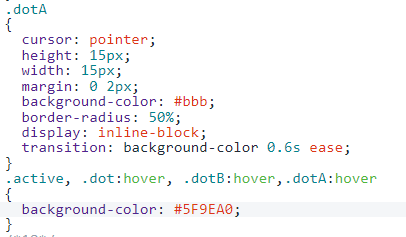 .dotA
{
  cursor: pointer;
  height: 15px;
  width: 15px;
  margin: 0 2px;
  background-color: #bbb;
  border-radius: 50%;
  display: inline-block;
  transition: background-color 0.6s ease;
}
.active, .dot:hover, .dotB:hover,.dotA:hover
{
  background-color: #5F9EA0;
}